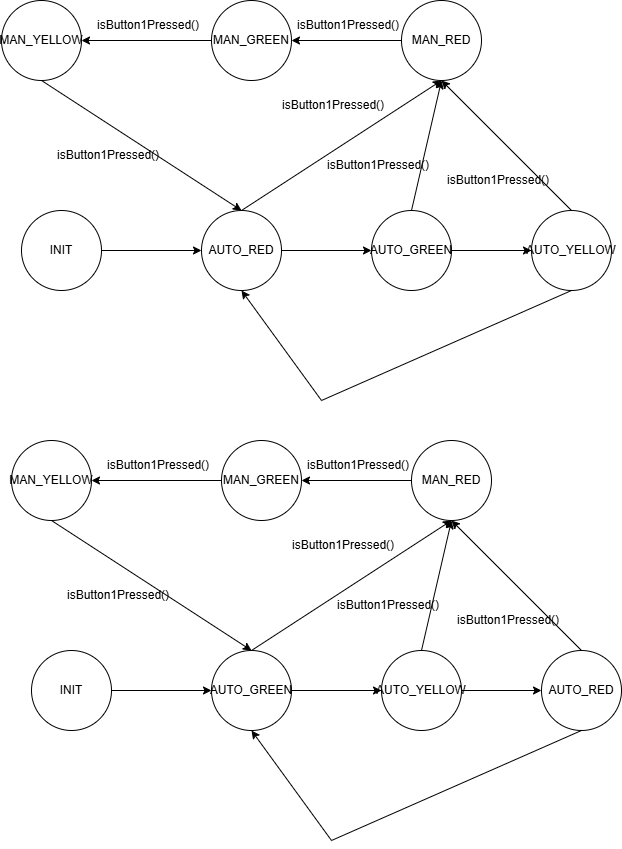 isButton1Pressed()
isButton1Pressed()
MAN_YELLOW
MAN_GREEN
MAN_RED
isButton1Pressed()
isButton1Pressed()
isButton1Pressed()
isButton1Pressed()
INIT
AUTO_RED
AUTO_GREEN
AUTO_YELLOW
isButton1Pressed()
isButton1Pressed()
MAN_YELLOW
MAN_GREEN
MAN_RED
isButton1Pressed()
isButton1Pressed()
isButton1Pressed()
isButton1Pressed()
INIT
AUTO_GREEN
AUTO_YELLOW
AUTO_RED